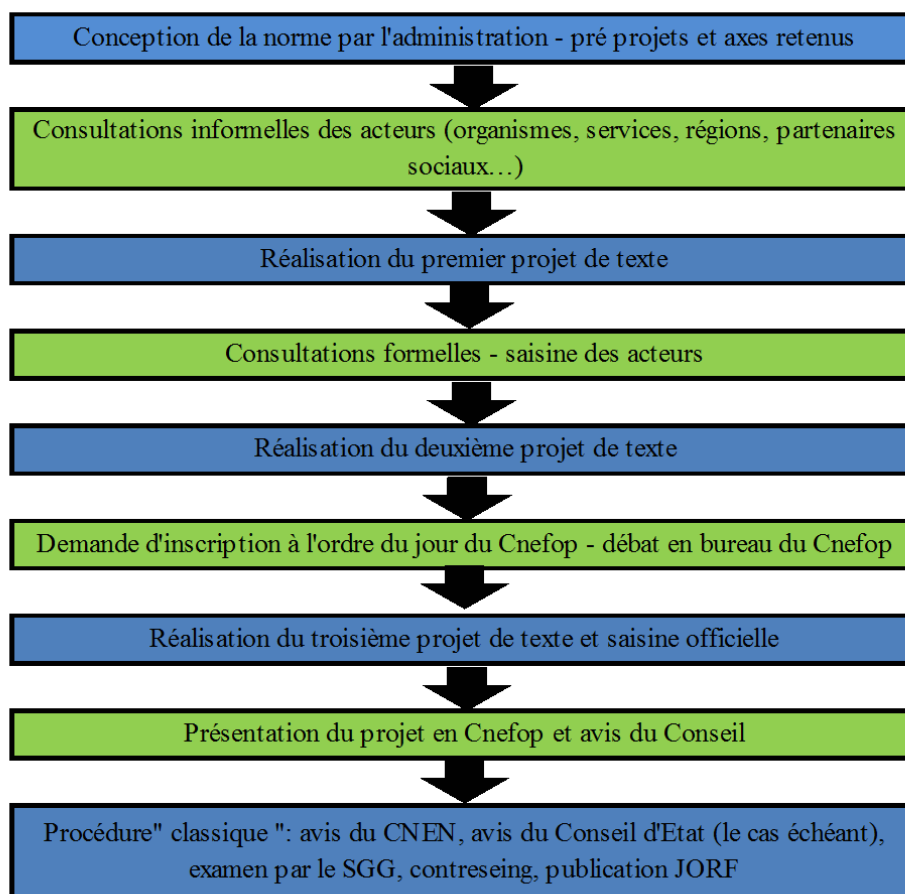 Conception de la norme par l'administration - pré projets et axes retenus
Consultations informelles des acteurs (organismes, services, régions, partenaires
sociaux…)
Réalisation du premier projet de texte
Consultations formelles - saisine des acteurs
Réalisation du deuxième projet de texte
Demande d'inscription à l'ordre du jour du Cnefop - débat en bureau du Cnefop
Réalisation du troisième projet de texte et saisine officielle
Présentation du projet en Cnefop et avis du Conseil
Procédure" classique ": avis du CNEN, avis du Conseil d'Etat (le cas échéant),
examen par le SGG, contreseing, publication JORF